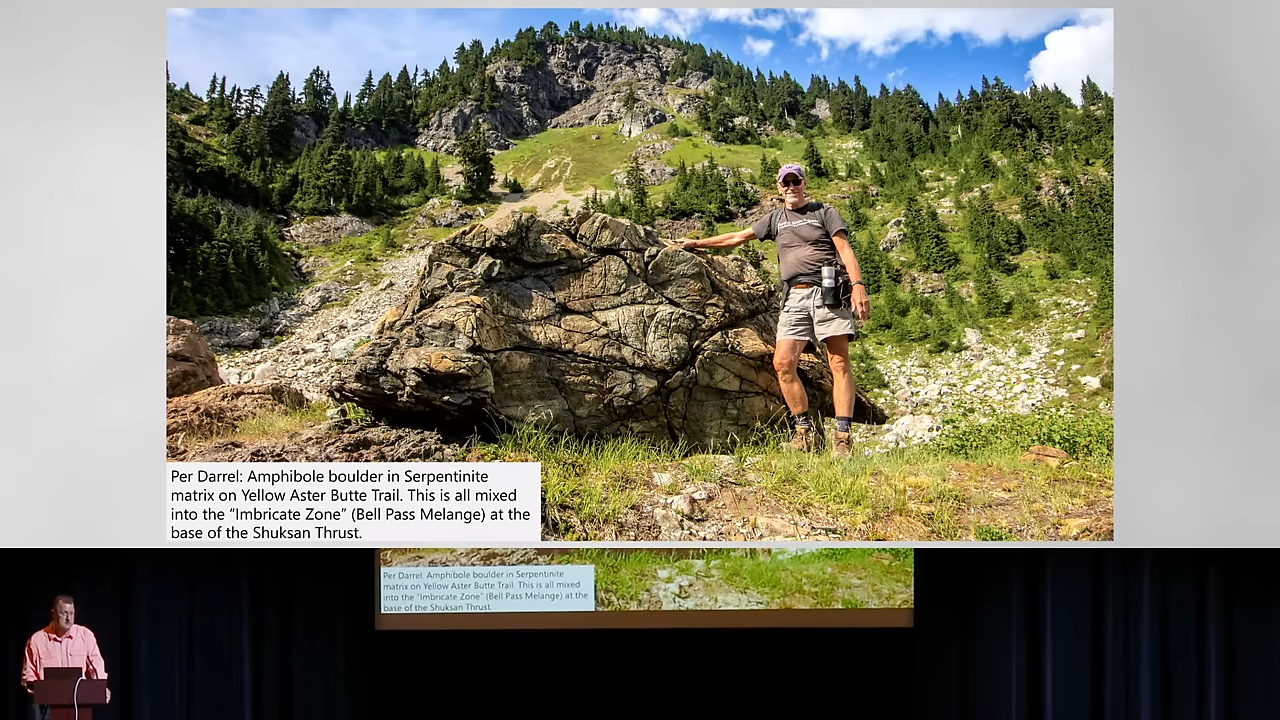 Per Darrel: Amphibole boulder in Serpentinite
matrix on Yellow Aster Butte Trail. This is all mixed
into the “Imbricate Zone” (Bell Pass Melange) at the
base of the Shuksan Thrust.
Per Darrel: Amphibole boulder in Serpentinite
matrix on Yellow Aster Butte Trail. This is all mixed
into the “Imbricate Zone” (Bell Pass Melange) at the
base of the Shuksan Thrust.